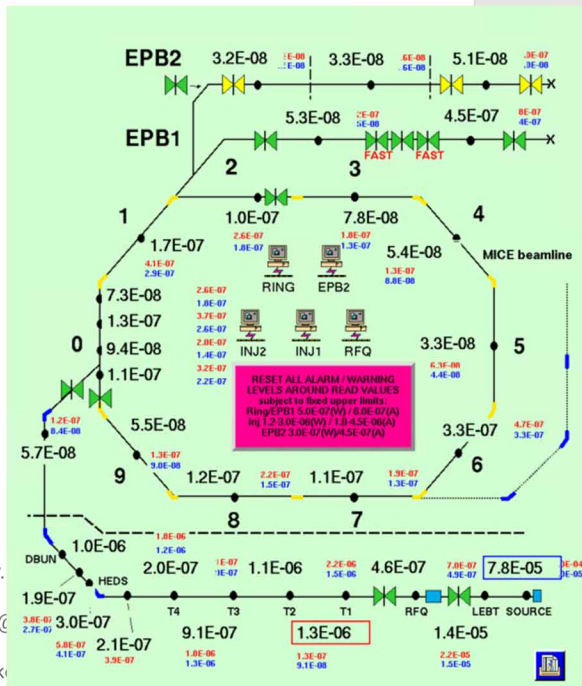 EPB2
3.2E-08
3.3E-08
5.1E-08
EPB1
5.3E-08
4.5E-07
FAST
FAST
2
3
1.0E-07
7.8E-08
2.6E-07
1.8E-07
1.8E-07
1.3E-07
1
4
1.7E-07
4.1E-07
2.9E-07
5.4E-08
1.3E-07
8.8E-08
MICE beamline
RING
EPB2
7.3E-08
2.6E-07
1.8E-07
1.3E-07
3.7E-07
2.6E-07
0
9.4E-08
2.0E-07
1.4E-07
INJ2
INJ1
RFQ
3.3E-08
5
1.1E-07
3.2E-07
2.2E-07
6.3E-08
4.4E-08
RESET ALL ALARM / WARNING
LEVELS AROUND READ VALUES
subject to fixed upper limits:
Ring/EPB1 5.0E-07(W) / 6.0E-07(A)
Inj 1.2-3.0E-06(W) / 1.8-4.5E-06(A)
EPB2 3.0E-07(W)/4.5E-07(A)
1.2E-07
8.4E-08
5.7E-08
5.5E-08
1.3E-07
9.0E-08
9
3.3E-07
4.7E-07
3.3E-07
6
1.2E-07
2.2E-07
1.5E-07
1.1E-07
1.9E-07
1.3E-07
8
7
DBUN
1.0E-06
1.8E-06
1.2E-06
HEDS
2.0E-07
1.1E-06
2.2E-06
1.5E-06
4.6E-07
7.0E-07
4.9E-07
7.8E-05
1.9E-07
3.8E-07
2.7E-07
T4
T3
T2
T1
RFQ
LEBT
SOURCE
3.0E-07
5.8E-07
4.1E-07
2.1E-07
3.9E-07
9.1E-07
1.8E-06
1.3E-06
1.3E-06
1.3E-07
9.1E-08
1.4E-05
2.2E-05
1.5E-05